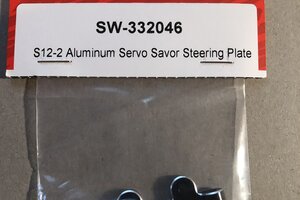 SW-332046
S12-2 Aluminum Servo Savor Steering Plate